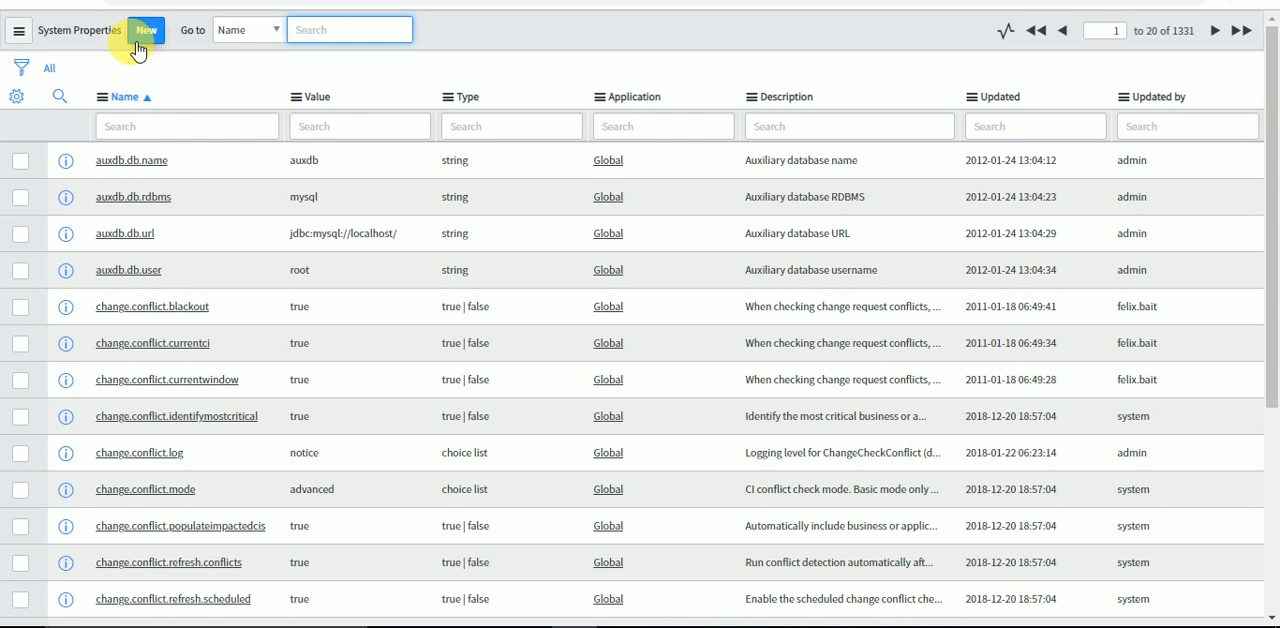 System Properties New Go to Name Search 1 to 20 of 1331
All
Name Value Type Application Description Updated Updated by
Search Search Search Search Search Search Search
auxdb.db.name auxdb string Global Auxiliary database name 2012-01-24 13:04:12 admin
auxdb.db.rdbms mysql string Global Auxiliary database RDBMS 2012-01-24 13:04:23 admin
auxdb.db.url jdbc:mysql://localhost/ string Global Auxiliary database URL 2012-01-24 13:04:29 admin
auxdb.db.user root string Global Auxiliary database username 2012-01-24 13:04:34 admin
change.conflict.blackout true true | false Global When checking change request conflicts, ... 2011-01-18 06:49:41 felix.bait
change.conflict.currentci true true | false Global When checking change request conflicts, ... 2011-01-18 06:49:34 felix.bait
change.conflict.currentwindow true true | false Global When checking change request conflicts, ... 2011-01-18 06:49:28 felix.bait
change.conflict.identifymostcritical true true | false Global Identify the most critical business or a... 2018-12-20 18:57:04 system
change.conflict.log notice choice list Global Logging level for ChangeCheckConflict (d... 2018-01-22 06:23:14 admin
change.conflict.mode advanced choice list Global CI conflict check mode. Basic mode only ... 2018-12-20 18:57:04 system
change.conflict.populateimpactedcis true true | false Global Automatically include business or applic... 2018-12-20 18:57:04 system
change.conflict.refresh.conflicts true true | false Global Run conflict detection automatically aft... 2018-12-20 18:57:04 system
change.conflict.refresh.scheduled true true | false Global Enable the scheduled change conflict che... 2018-12-20 18:57:04 system